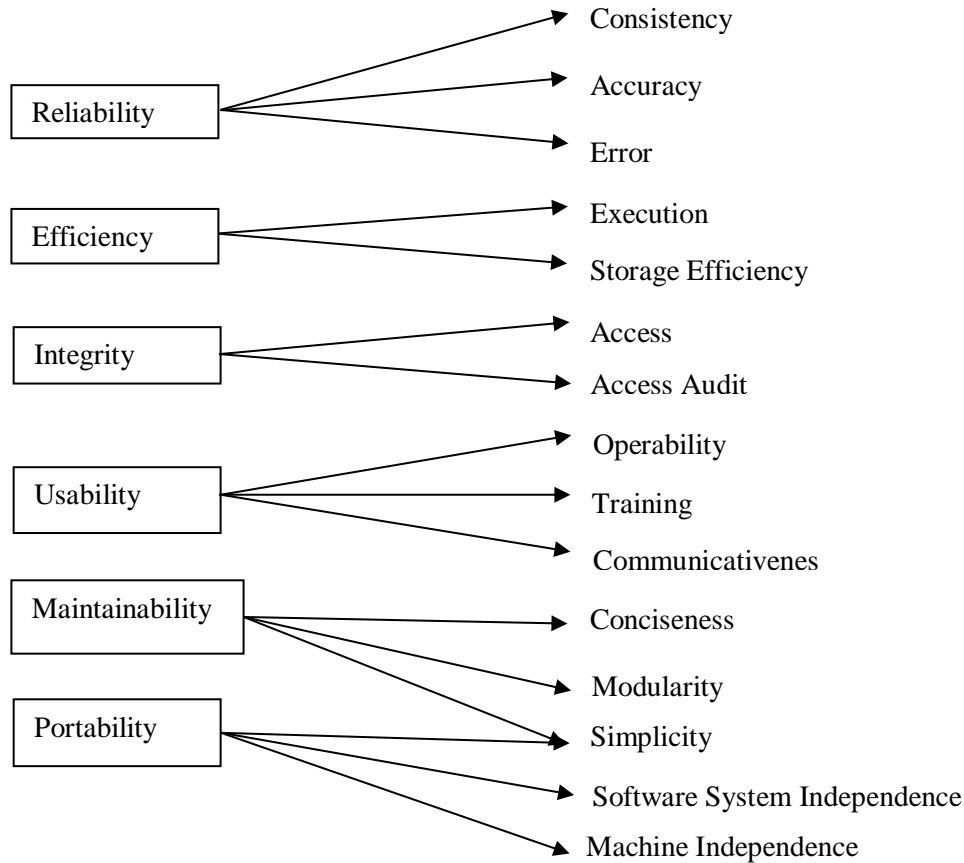 Reliability
Consistency
Accuracy
Error
Efficiency
Execution
Storage Efficiency
Integrity
Access
Access Audit
Usability
Operability
Training
Communicativenes
Maintainability
Conciseness
Modularity
Simplicity
Portability
Software System Independence
Machine Independence